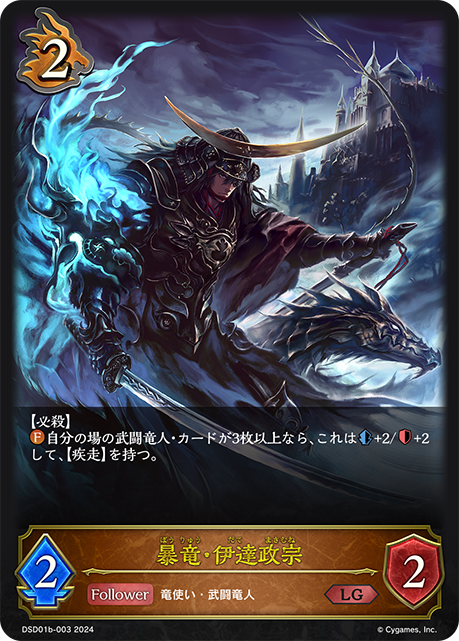 2
【必殺】
F 自分の場の武闘竜人・カードが3枚以上なら、これは+2/+2
して、【疾走】を持つ。
ぼうりゅう だて まさむね
暴竜・伊達政宗
2 Follower 竜使い・武闘竜人 LG 2
DSD01b-003 2024 © Cygames, Inc.